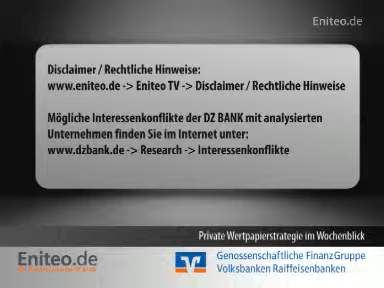 Eniteo.de
Disclaimer / Rechtliche Hinweise:
www.eniteo.de -> Eniteo TV -> Disclaimer / Rechtliche Hinweise
Mögliche Interessenkonflikte der DZ BANK mit analysierten
Unternehmen finden Sie im Internet unter:
www.dzbank.de -> Research -> Interessenkonflikte
Private Wertpapierstrategie im Wochenblick
Eniteo.de
Genossenschaftliche FinanzGruppe
Volksbanken Raiffeisenbanken